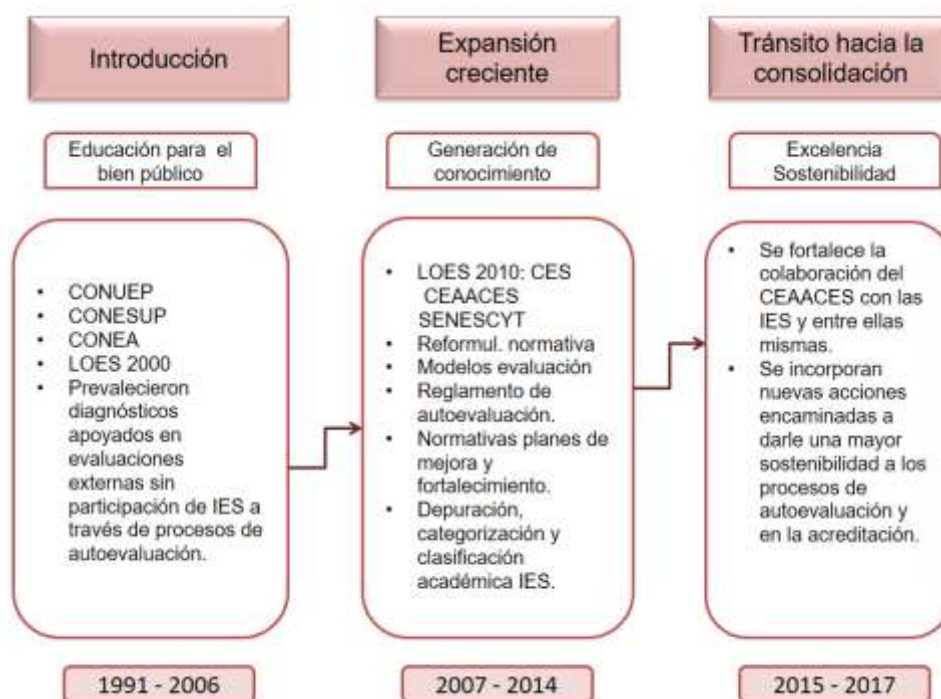 Introducción
Educación para el
bien público
• CONUEP
• CONESUP
• CONEA
• LOES 2000
• Prevalecieron
diagnósticos
apoyados en
evaluaciones
externas sin
participación de IES a
través de procesos de
autoevaluación.
1991 - 2006
Expansión
creciente
Generación de
conocimiento
• LOES 2010: CES
CEAACES
SENESCYT
• Reformul. normativa
• Modelos evaluación
• Reglamento de
autoevaluación.
• Normativas planes de
mejora y
fortalecimiento.
• Depuración,
categorización y
clasificación
académica IES.
2007 - 2014
Tránsito hacia la
consolidación
Excelencia
Sostenibilidad
• Se fortalece la
colaboración del
CEAACES con las
IES y entre ellas
mismas.
• Se incorporan
nuevas acciones
encaminadas a
darle una mayor
sostenibilidad a los
procesos de
autoevaluación y
en la acreditación.
2015 - 2017